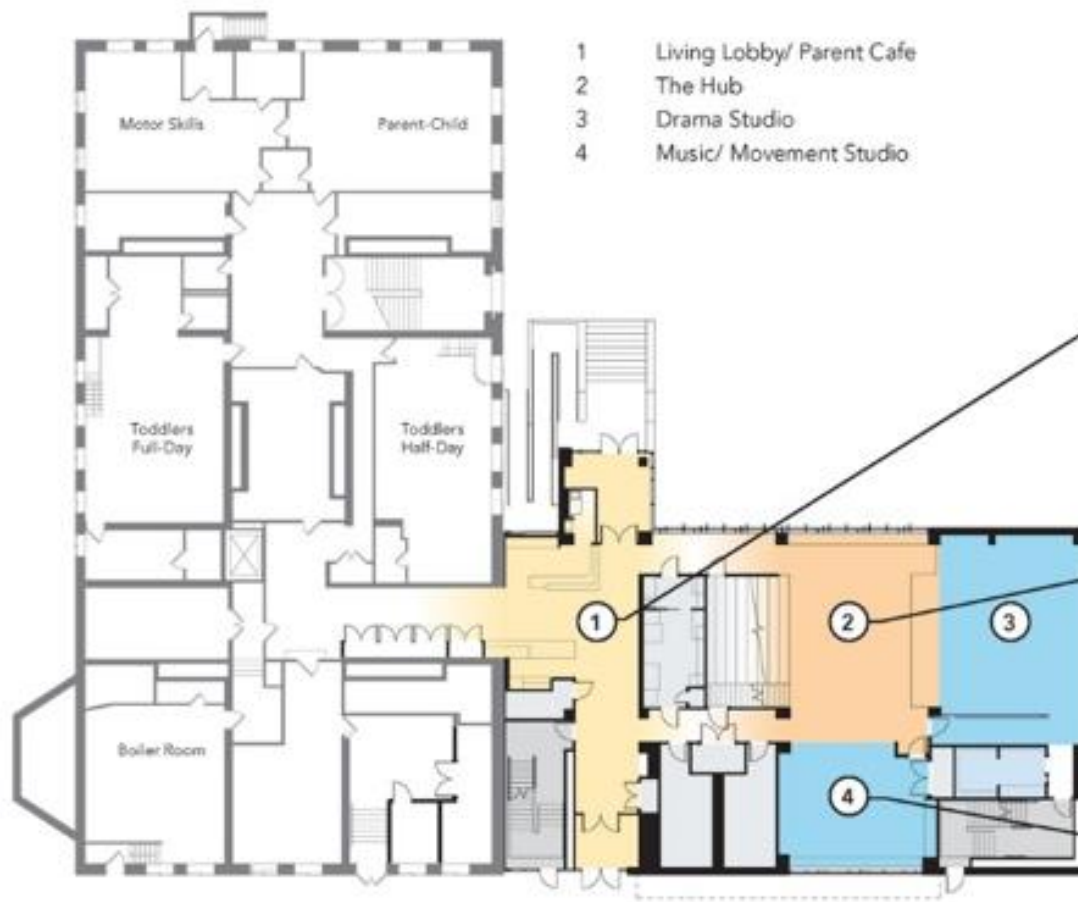 1 Living Lobby/ Parent Cafe
2 The Hub
3 Drama Studio
4 Music/ Movement Studio
Motor Skills
Parent-Child
Toddlers
Full-Day
Toddlers
Half-Day
1
2
3
Boiler Room
4